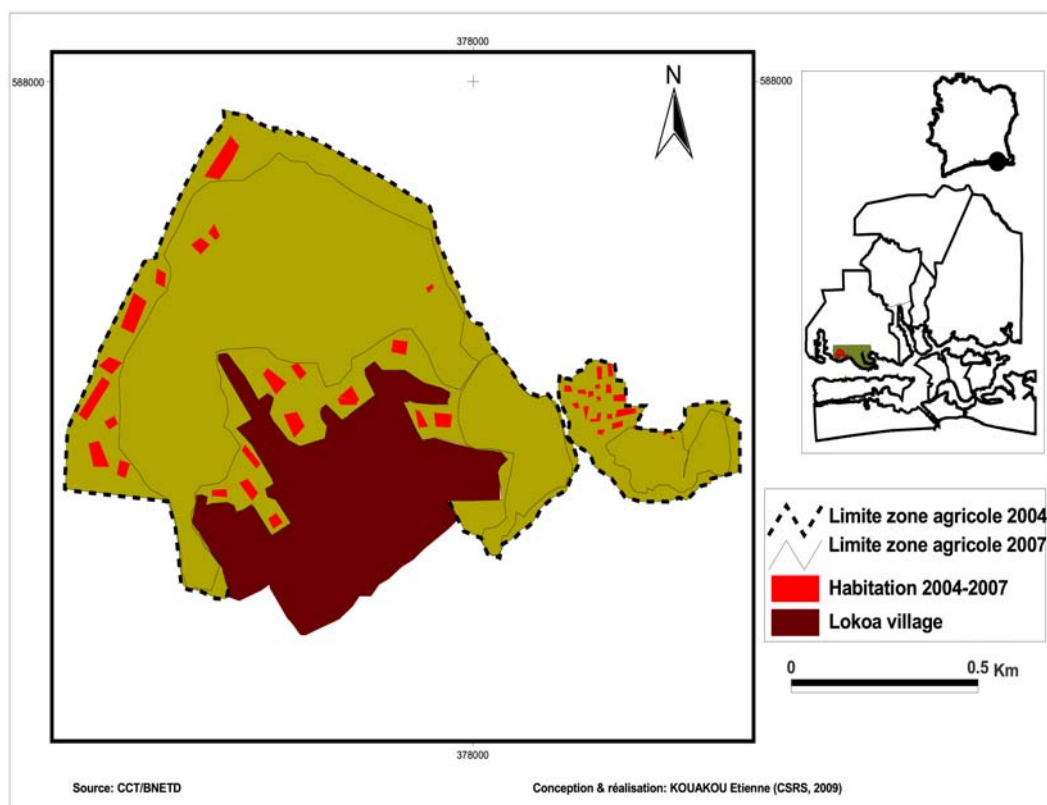 378000
588000
588000
N
Limite zone agricole 2004
Limite zone agricole 2007
Habitation 2004-2007
Lokoa village
0 0.5 Km
378000
Source: CCT/BNETD Conception & réalisation: KOUAKOU Etienne (CSRS, 2009)